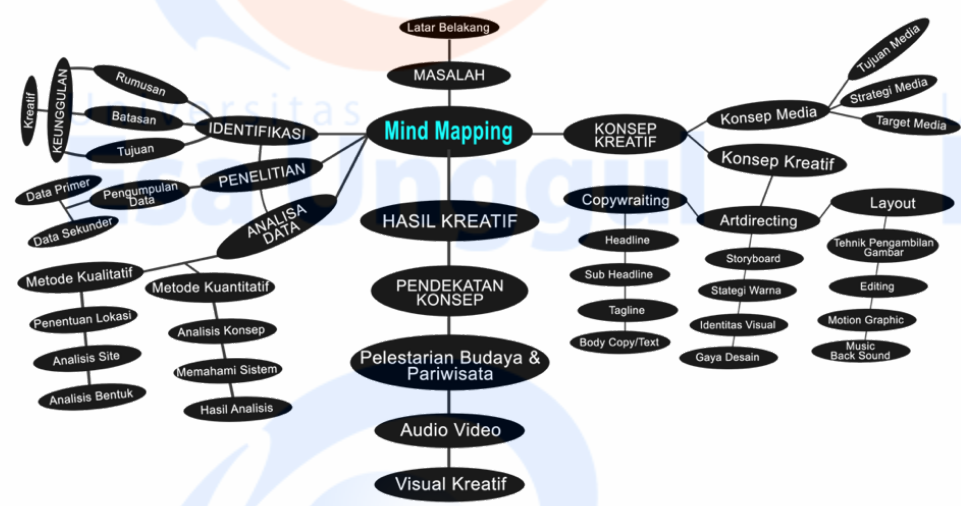 Latar Belakang
MASALAH
Mind Mapping
IDENTIFIKASI
Rumusan
Batasan
Tujuan
KEUNGGULAN
Kreatif
PENELITIAN
Pengumpulan
Data
Data Primer
Data Sekunder
ANALISA
DATA
Metode Kualitatif
Penentuan Lokasi
Analisis Site
Analisis Bentuk
Metode Kuantitatif
Analisis Konsep
Memahami Sistem
Hasil Analisis
HASIL KREATIF
PENDEKATAN
KONSEP
Pelestarian Budaya &
Pariwisata
Audio Video
Visual Kreatif
KONSEP
KREATIF
Konsep Media
Tujuan Media
Strategi Media
Target Media
Konsep Kreatif
Copywraiting
Headline
Sub Headline
Tagline
Body Copy/Text
Artdirecting
Storyboard
Stategi Warna
Identitas Visual
Gaya Desain
Layout
Tehnik Pengambilan
Gambar
Editing
Motion Graphic
Music
Back Sound
Universitas
Esa Unggul